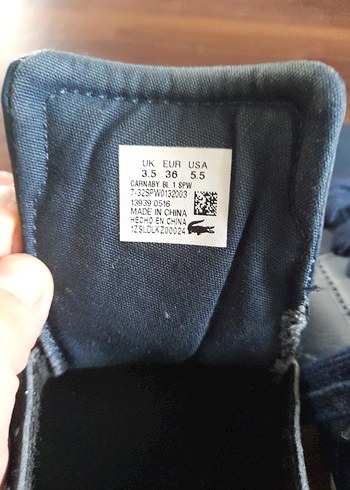 UK EUR USA
3.5 36 5.5
CARNABY BL 1 SPW
7-32SPW0132003
13939 0516
MADE IN CHINA
HECHO EN CHINA
1ZSLDLKZ00024